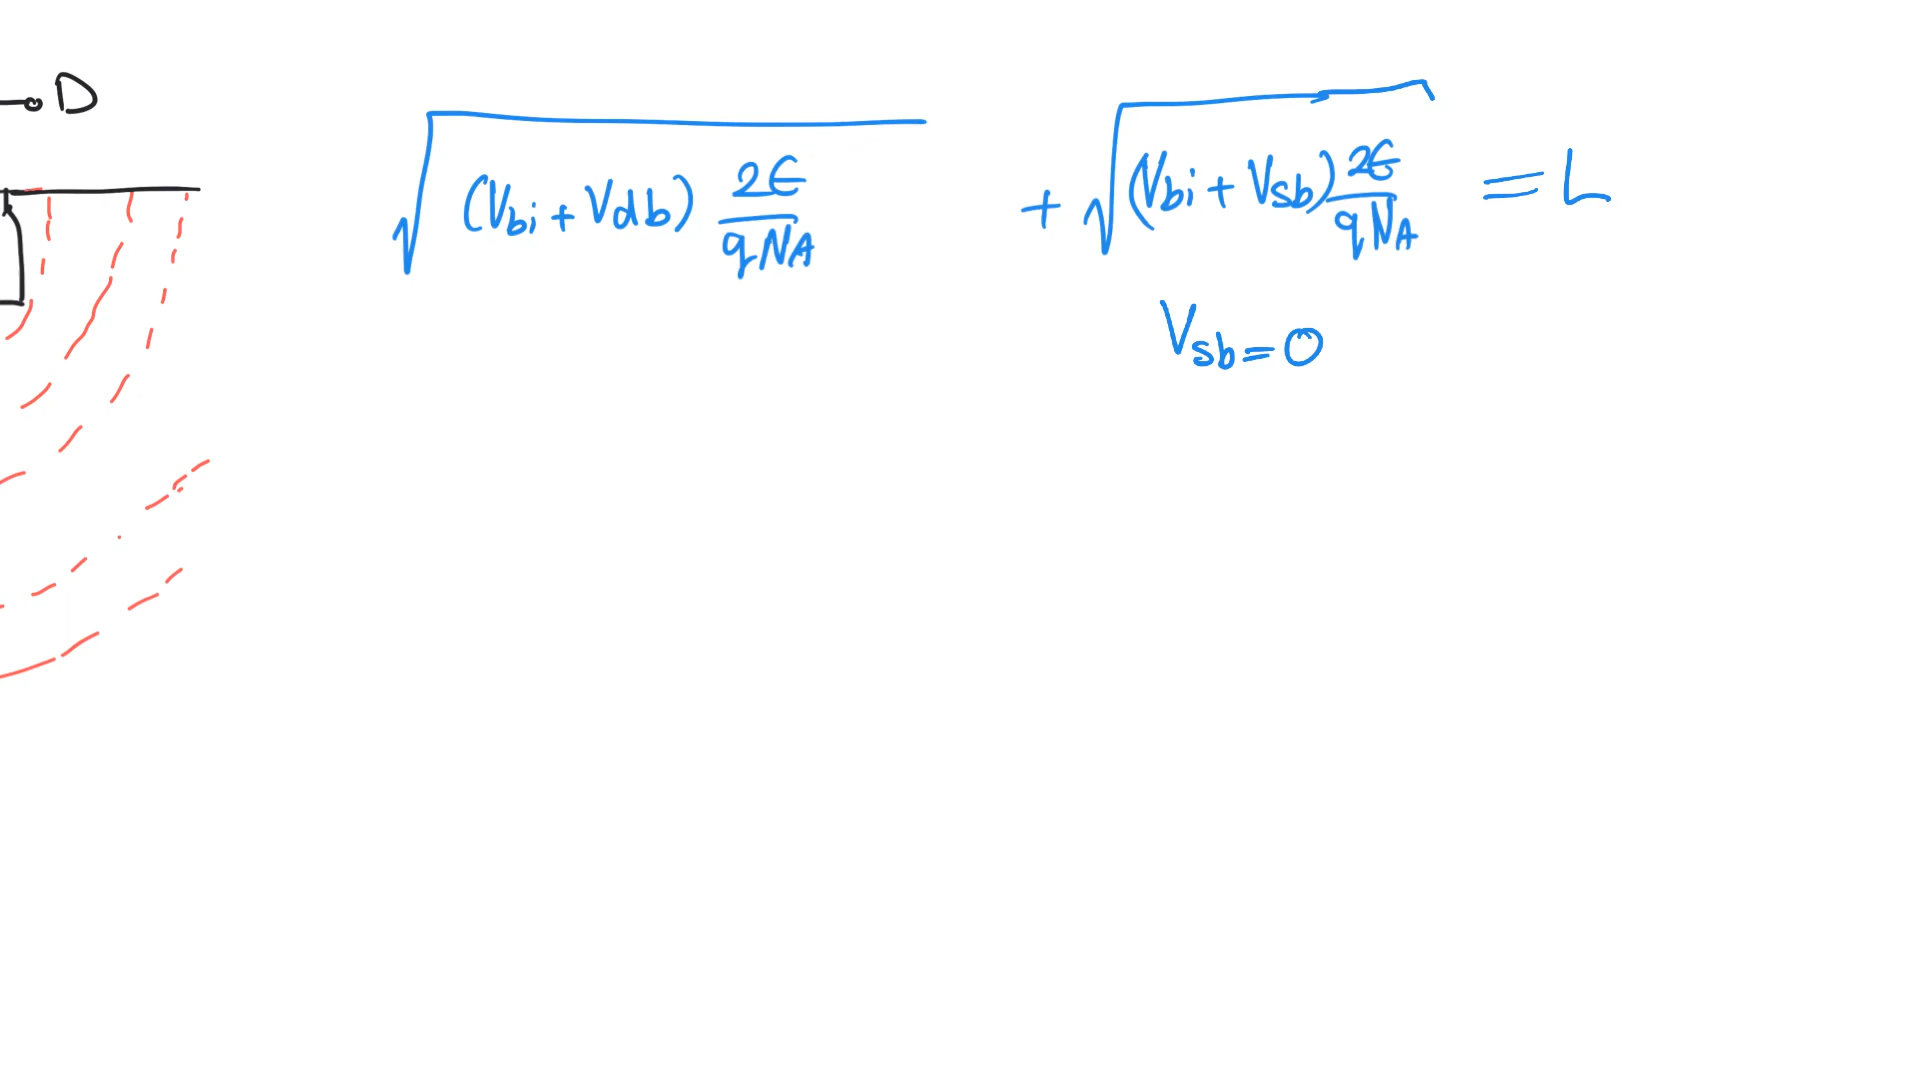 D
√((Vbi + Vdb) 2ε/qNA) + √((Vbi + Vsb) 2ε/qNA) = L
Vsb = 0